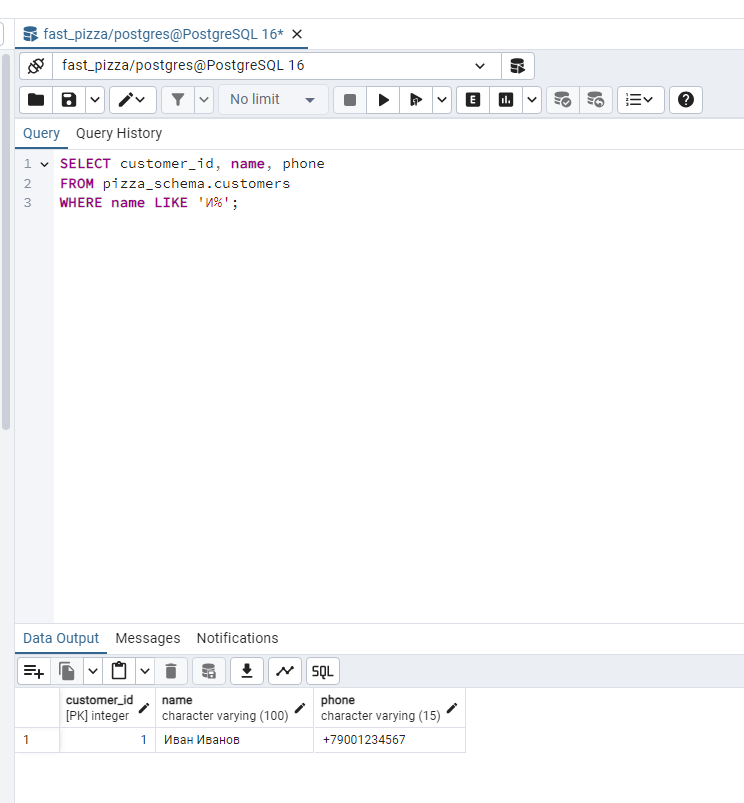 fast_pizza/postgres@PostgreSQL 16*
fast_pizza/postgres@PostgreSQL 16
No limit
E
Query Query History
1 SELECT customer_id, name, phone
2 FROM pizza_schema.customers
3 WHERE name LIKE 'И%';
Data Output Messages Notifications
SQL
customer_id name phone
[PK] integer character varying (100) character varying (15)
1 1 Иван Иванов +79001234567